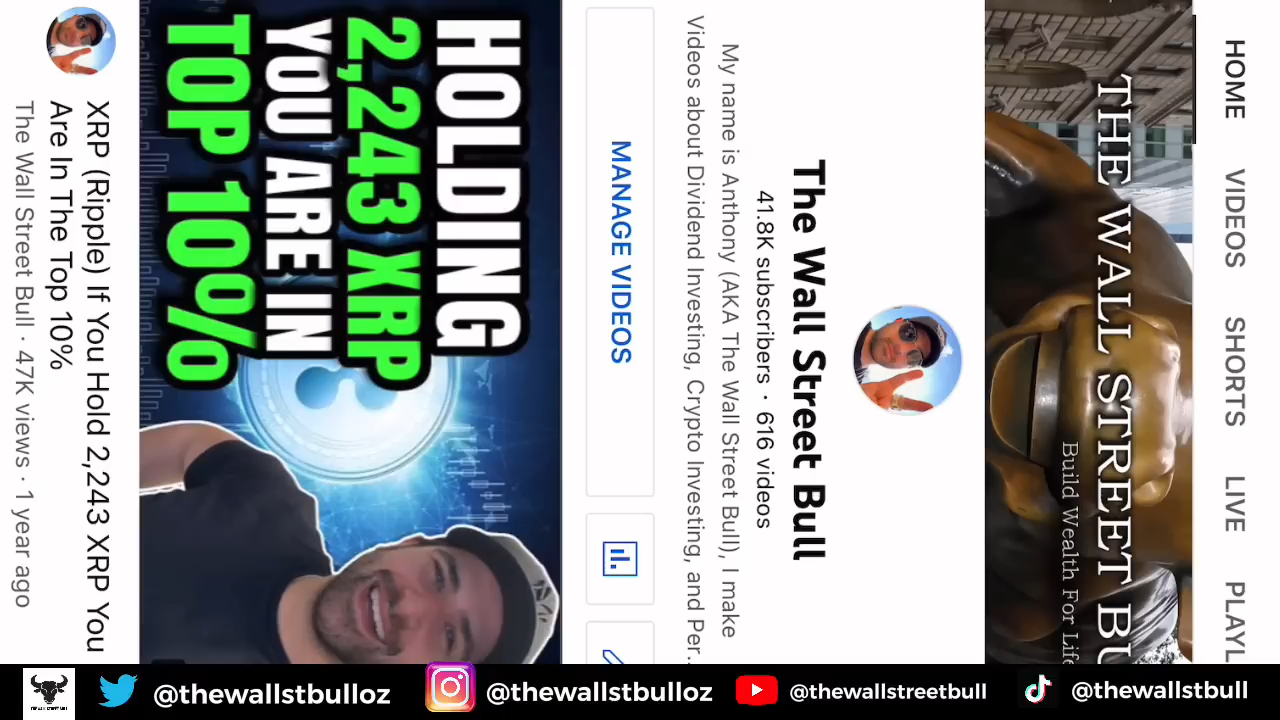 HOME VIDEOS SHORTS LIVE PLAYL
THE WALL STREET BU
Build Wealth For Life
The Wall Street Bull
41.8K subscribers · 616 videos
My name is Anthony (AKA The Wall Street Bull), I make
Videos about Dividend Investing, Crypto Investing, and Per...
MANAGE VIDEOS
HOLDING
2,243 XRP
YOU ARE IN
TOP 10%
XRP (Ripple) If You Hold 2,243 XRP You
Are In The Top 10%
The Wall Street Bull · 47K views · 1 year ago
@thewallstbulloz @thewallstbulloz @thewallstreetbull @thewallstbull